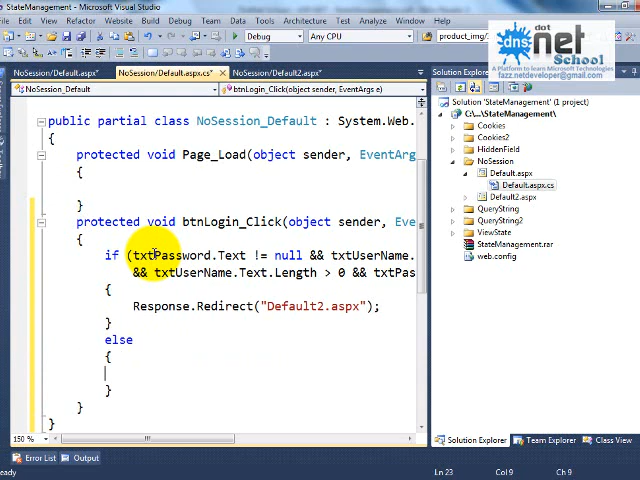 StateManagement - Microsoft Visual Studio
Edit View Refactor Website Build Debug Team Data Tools Architecture Test Analyze Window Help
Debug Any CPU product_img/
dot
dns net
School
A Platform to learn Microsoft Technologies
fazz.netdeveloper@gmail.com
NoSession/Default.aspx* NoSession/Default.aspx.cs* NoSession/Default2.aspx*
NoSession_Default btnLogin_Click(object sender, EventArgs e)
public partial class NoSession_Default : System.Web.
{
protected void Page_Load(object sender, EventArg
{
}
protected void btnLogin_Click(object sender, Eve
{
if (txtPassword.Text != null && txtUserName.
&& txtUserName.Text.Length > 0 && txtPas
{
Response.Redirect("Default2.aspx");
}
else
{
}
}
}
150 %
Solution Explorer
Solution 'StateManagement' (1 project)
C:\...\StateManagement\
Cookies
Cookies2
HiddenField
NoSession
Default.aspx
Default.aspx.cs
Default2.aspx
QueryString
QueryString2
ViewState
StateManagement.rar
web.config
Solution Explorer Team Explorer Class View
Error List Output
Ready Ln 23 Col 9 Ch 9